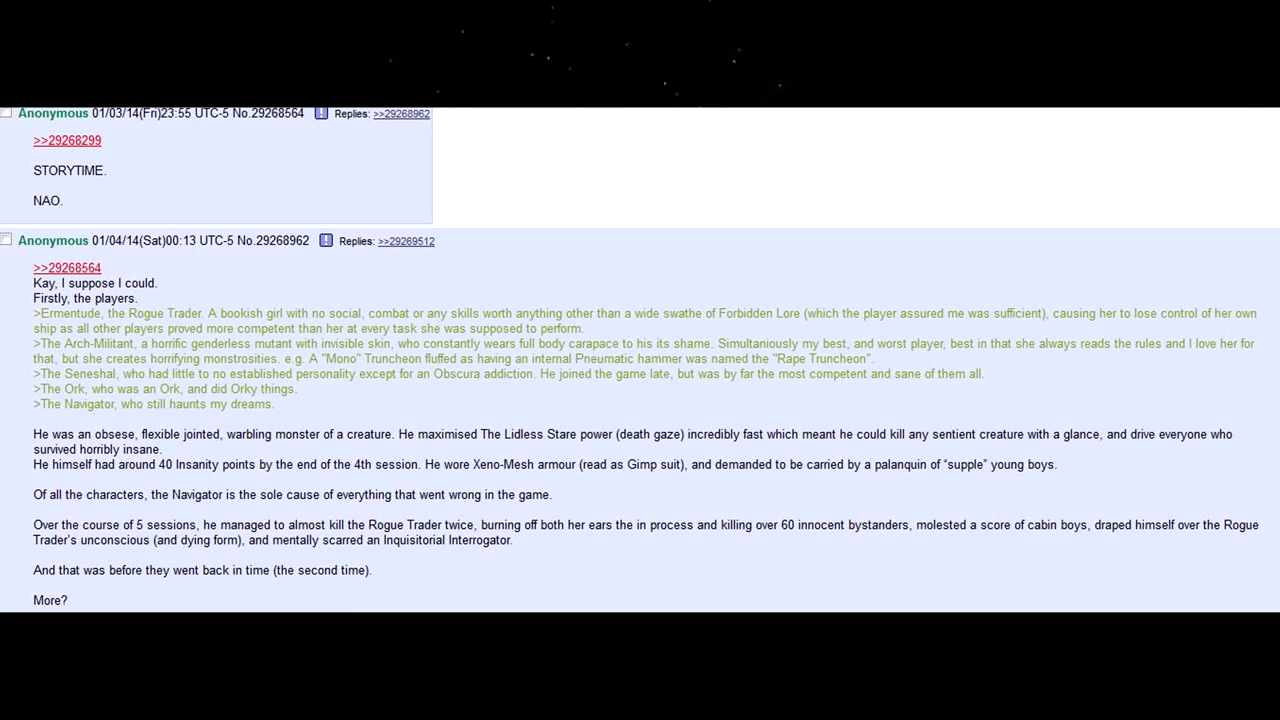 Anonymous 01/03/14(Fri)23:55 UTC-5 No.29268564 Replies: >>29268962
>>29268299
STORYTIME.
NAO.
Anonymous 01/04/14(Sat)00:13 UTC-5 No.29268962 Replies: >>29269512
>>29268564
Kay, I suppose I could.
Firstly, the players.
>Ermentude, the Rogue Trader. A bookish girl with no social, combat or any skills worth anything other than a wide swathe of Forbidden Lore (which the player assured me was sufficient), causing her to lose control of her own
ship as all other players proved more competent than her at every task she was supposed to perform.
>The Arch-Militant, a horrific genderless mutant with invisible skin, who constantly wears full body carapace to his its shame. Simultaniously my best, and worst player, best in that she always reads the rules and I love her for
that, but she creates horrifying monstrosities. e.g. A "Mono" Truncheon fluffed as having an internal Pneumatic hammer was named the "Rape Truncheon".
>The Seneshal, who had little to no established personality except for an Obscura addiction. He joined the game late, but was by far the most competent and sane of them all.
>The Ork, who was an Ork, and did Orky things.
>The Navigator, who still haunts my dreams.
He was an obsese, flexible jointed, warbling monster of a creature. He maximised The Lidless Stare power (death gaze) incredibly fast which meant he could kill any sentient creature with a glance, and drive everyone who
survived horribly insane.
He himself had around 40 Insanity points by the end of the 4th session. He wore Xeno-Mesh armour (read as Gimp suit), and demanded to be carried by a palanquin of “supple” young boys.
Of all the characters, the Navigator is the sole cause of everything that went wrong in the game.
Over the course of 5 sessions, he managed to almost kill the Rogue Trader twice, burning off both her ears the in process and killing over 60 innocent bystanders, molested a score of cabin boys, draped himself over the Rogue
Trader’s unconscious (and dying form), and mentally scarred an Inquisitorial Interrogator.
And that was before they went back in time (the second time).
More?